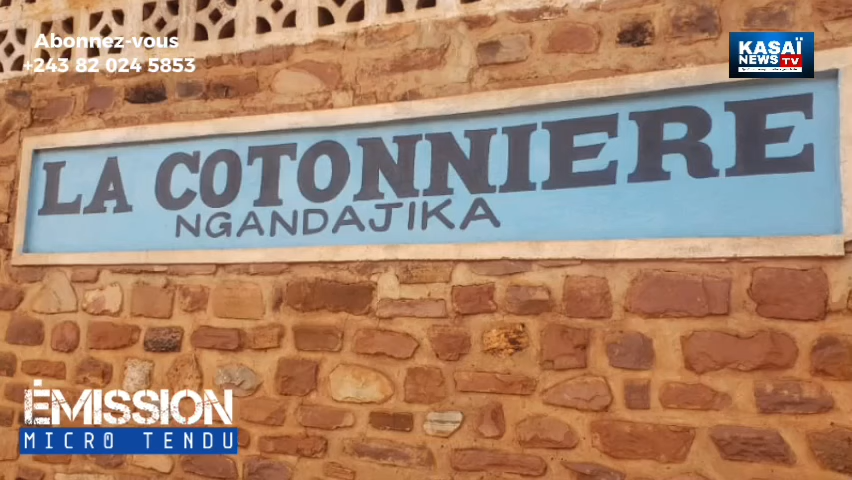 Abonnez-vous
+243 82 024 5853
KASAÏ
NEWS TV
LA COTONNIERE
NGANDAJIKA
ÉMISSION
MICRO TENDU